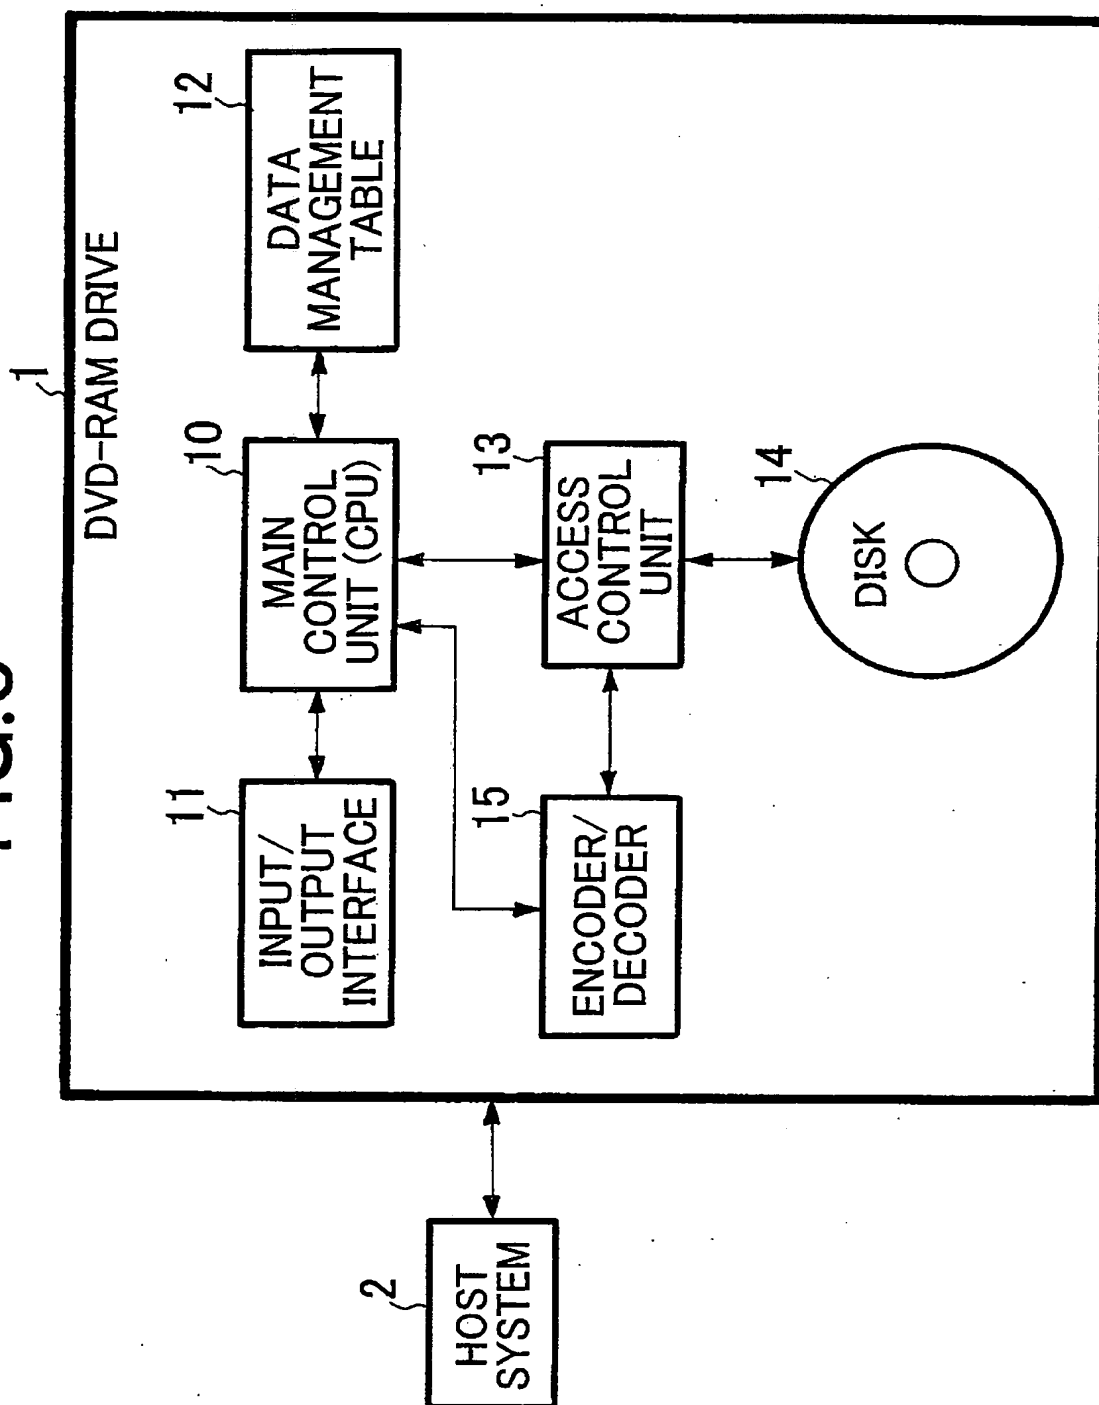 1
DVD-RAM DRIVE
11
INPUT/
OUTPUT
INTERFACE
10
MAIN
CONTROL
UNIT (CPU)
12
DATA
MANAGEMENT
TABLE
2
HOST
SYSTEM
15
ENCODER/
DECODER
13
ACCESS
CONTROL
UNIT
14
DISK